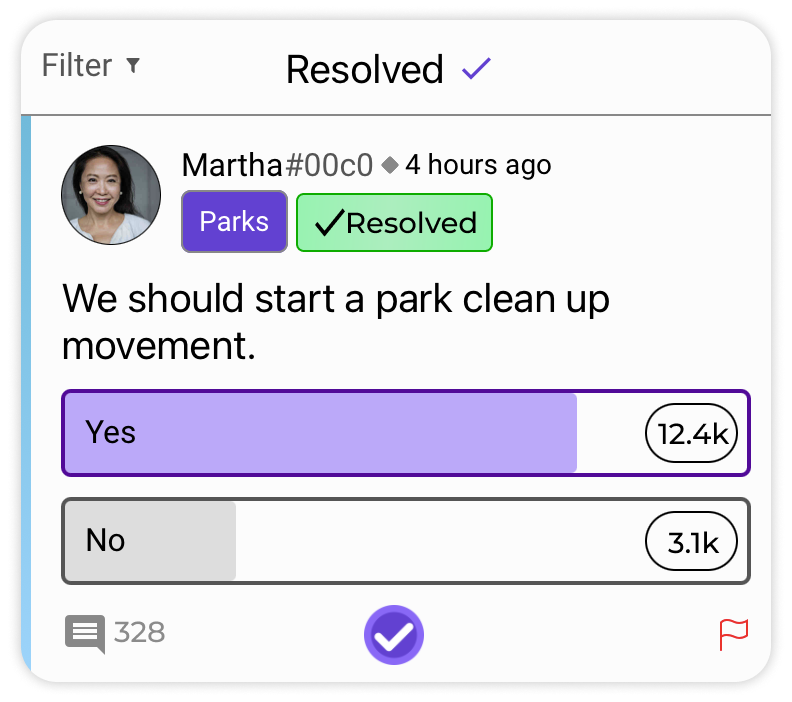 Filter
Resolved
Martha#00c0 4 hours ago
Parks
Resolved
We should start a park clean up
movement.
Yes
12.4k
No
3.1k
328